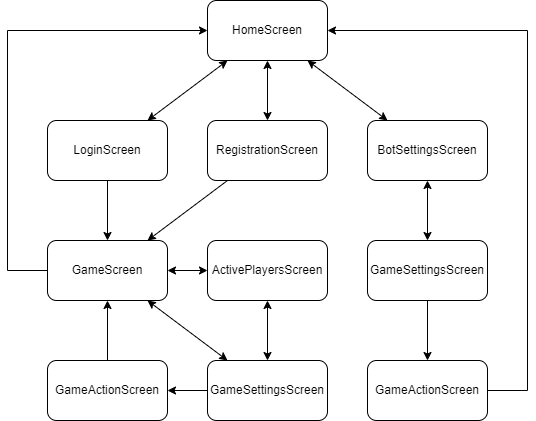 HomeScreen
LoginScreen
RegistrationScreen
BotSettingsScreen
GameScreen
ActivePlayersScreen
GameSettingsScreen
GameActionScreen
GameSettingsScreen
GameActionScreen